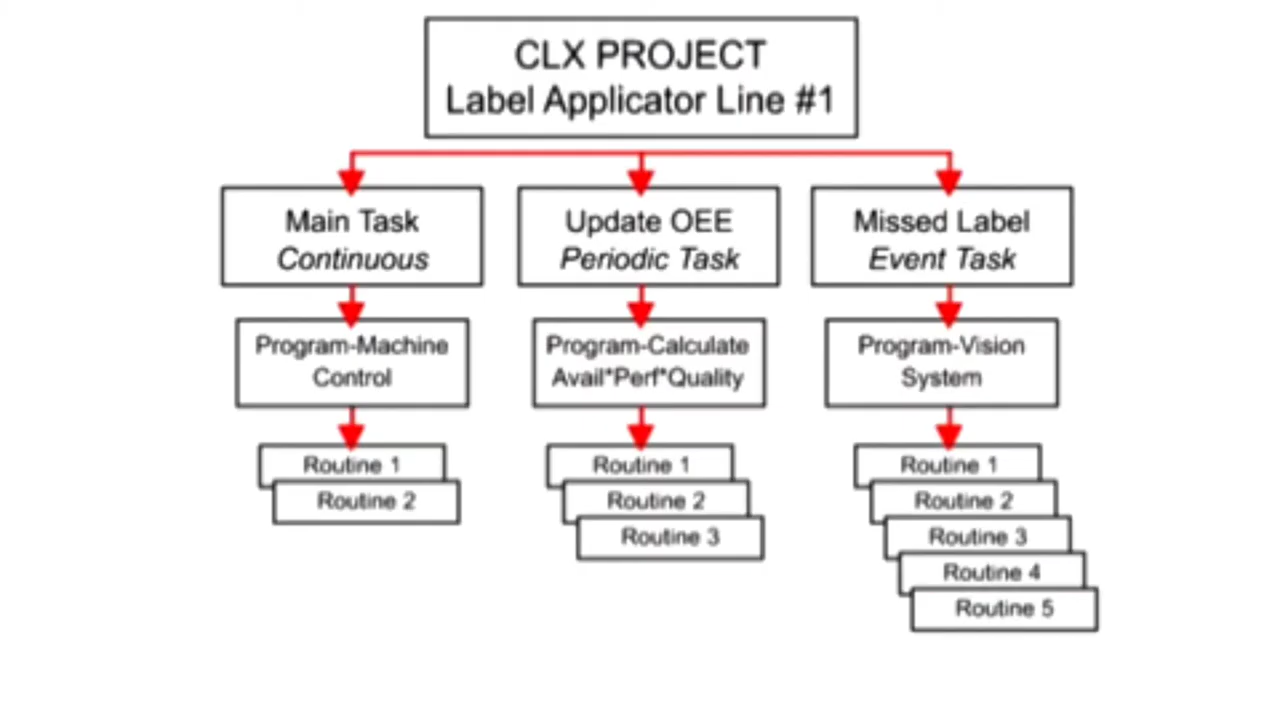 CLX PROJECT
Label Applicator Line #1
Main Task
Continuous
Update OEE
Periodic Task
Missed Label
Event Task
Program-Machine
Control
Program-Calculate
Avail*Perf*Quality
Program-Vision
System
Routine 1
Routine 2
Routine 1
Routine 2
Routine 3
Routine 1
Routine 2
Routine 3
Routine 4
Routine 5